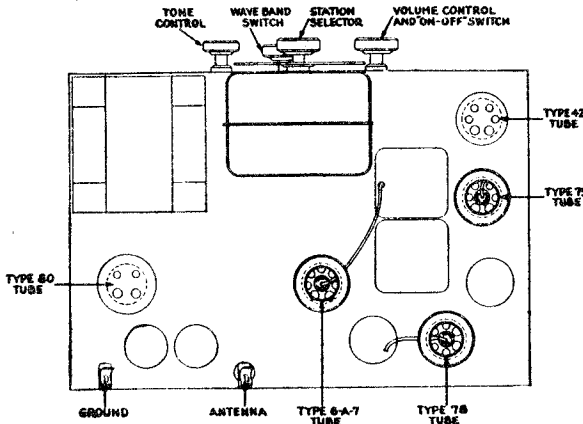 TONE
CONTROL
WAVE BAND
SWITCH
STATION
SELECTOR
VOLUME CONTROL
AND "ON-OFF" SWITCH
TYPE 42
TUBE
TYPE 75
TUBE
TYPE 80
TUBE
GROUND
ANTENNA
TYPE 6-A-7
TUBE
TYPE 78
TUBE